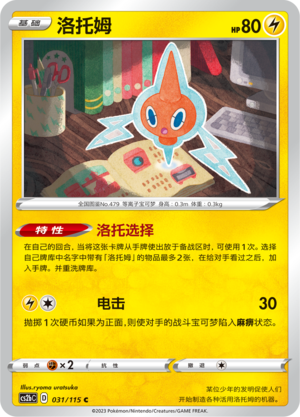 基础 洛托姆 HP80
全国图鉴No.479 等离子宝可梦 身高：0.3m 体重：0.3kg
特性 洛托选择
在自己的回合，当将这张卡牌从手牌使出放于备战区时，可使用1次。选择
自己牌库中名字中带有「洛托姆」的物品最多2张，在给对手看过之后，加
入手牌。并重洗牌库。
电击 30
抛掷1次硬币如果为正面，则使对手的战斗宝可梦陷入麻痹状态。
弱点 ×2 抵抗力 撤退
Illus.ryoma uratsuka
cs2bC D 031/115 C
某位少年的发明促使人们
开始制造各种活用洛托姆的机器。
©2023 Pokémon/Nintendo/Creatures/GAME FREAK.